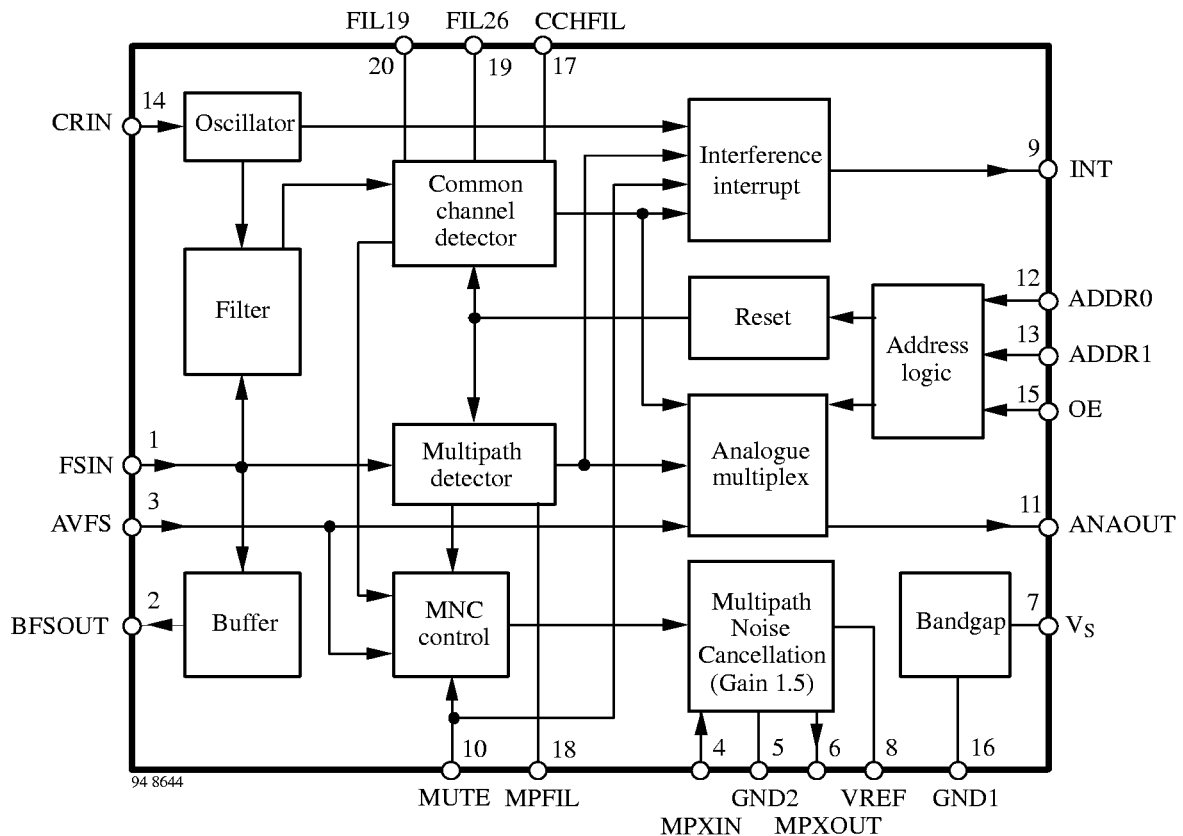 FIL19 FIL26 CCHFIL
20 19 17
14
CRIN
Oscillator
Interference
interrupt
9
INT
Common
channel
detector
Filter
Reset
Address
logic
12
ADDR0
13
ADDR1
15
OE
1
FSIN
Multipath
detector
Analogue
multiplex
3
AVFS
11
ANAOUT
2
BFSOUT
Buffer
MNC
control
Multipath
Noise
Cancellation
(Gain 1.5)
Bandgap
7
VS
10 18 4 5 6 8 16
94 8644
MUTE MPFIL GND2 VREF GND1
MPXIN MPXOUT